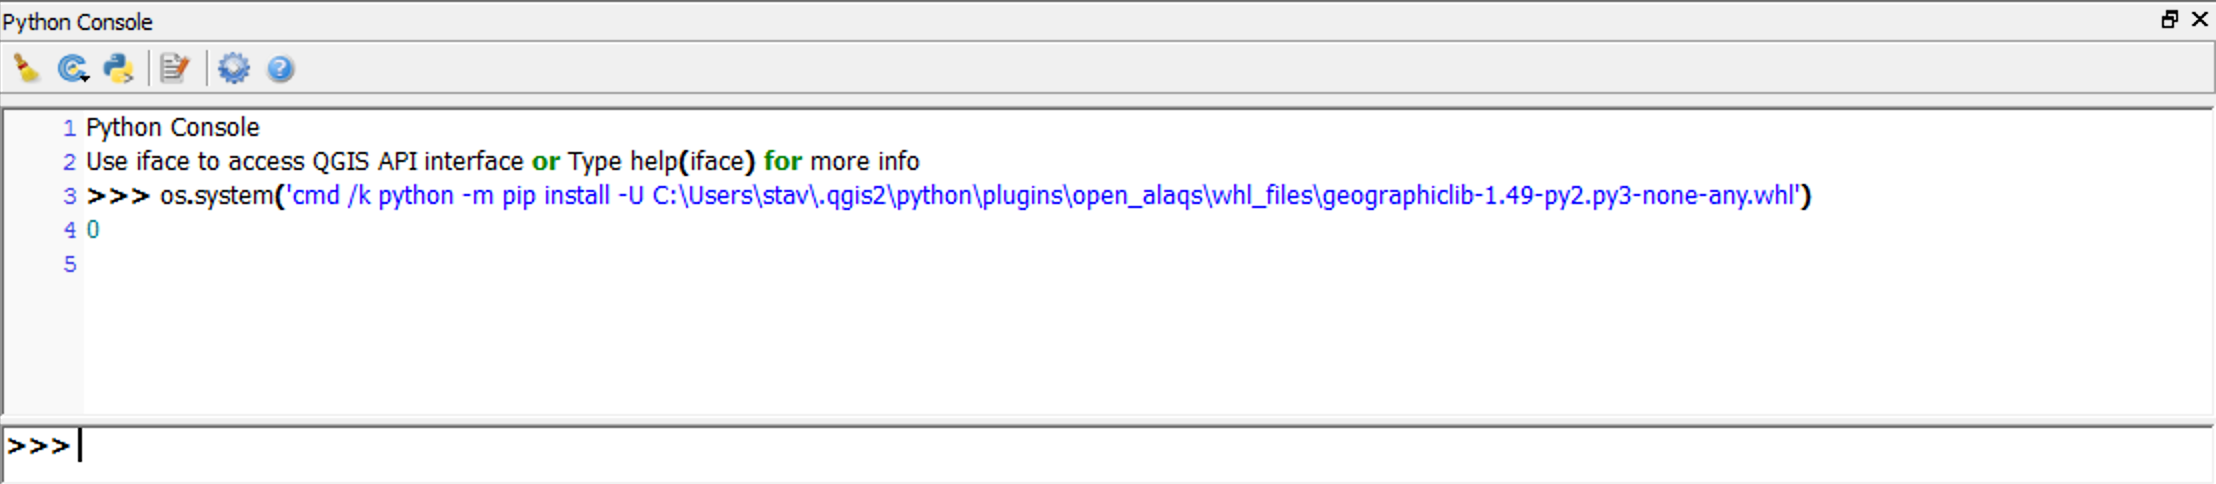 Python Console
1 Python Console
2 Use iface to access QGIS API interface or Type help(iface) for more info
3 >>> os.system('cmd /k python -m pip install -U C:\Users\stav\.qgis2\python\plugins\open_alaqs\whl_files\geographiclib-1.49-py2.py3-none-any.whl')
4 0
5
>>>